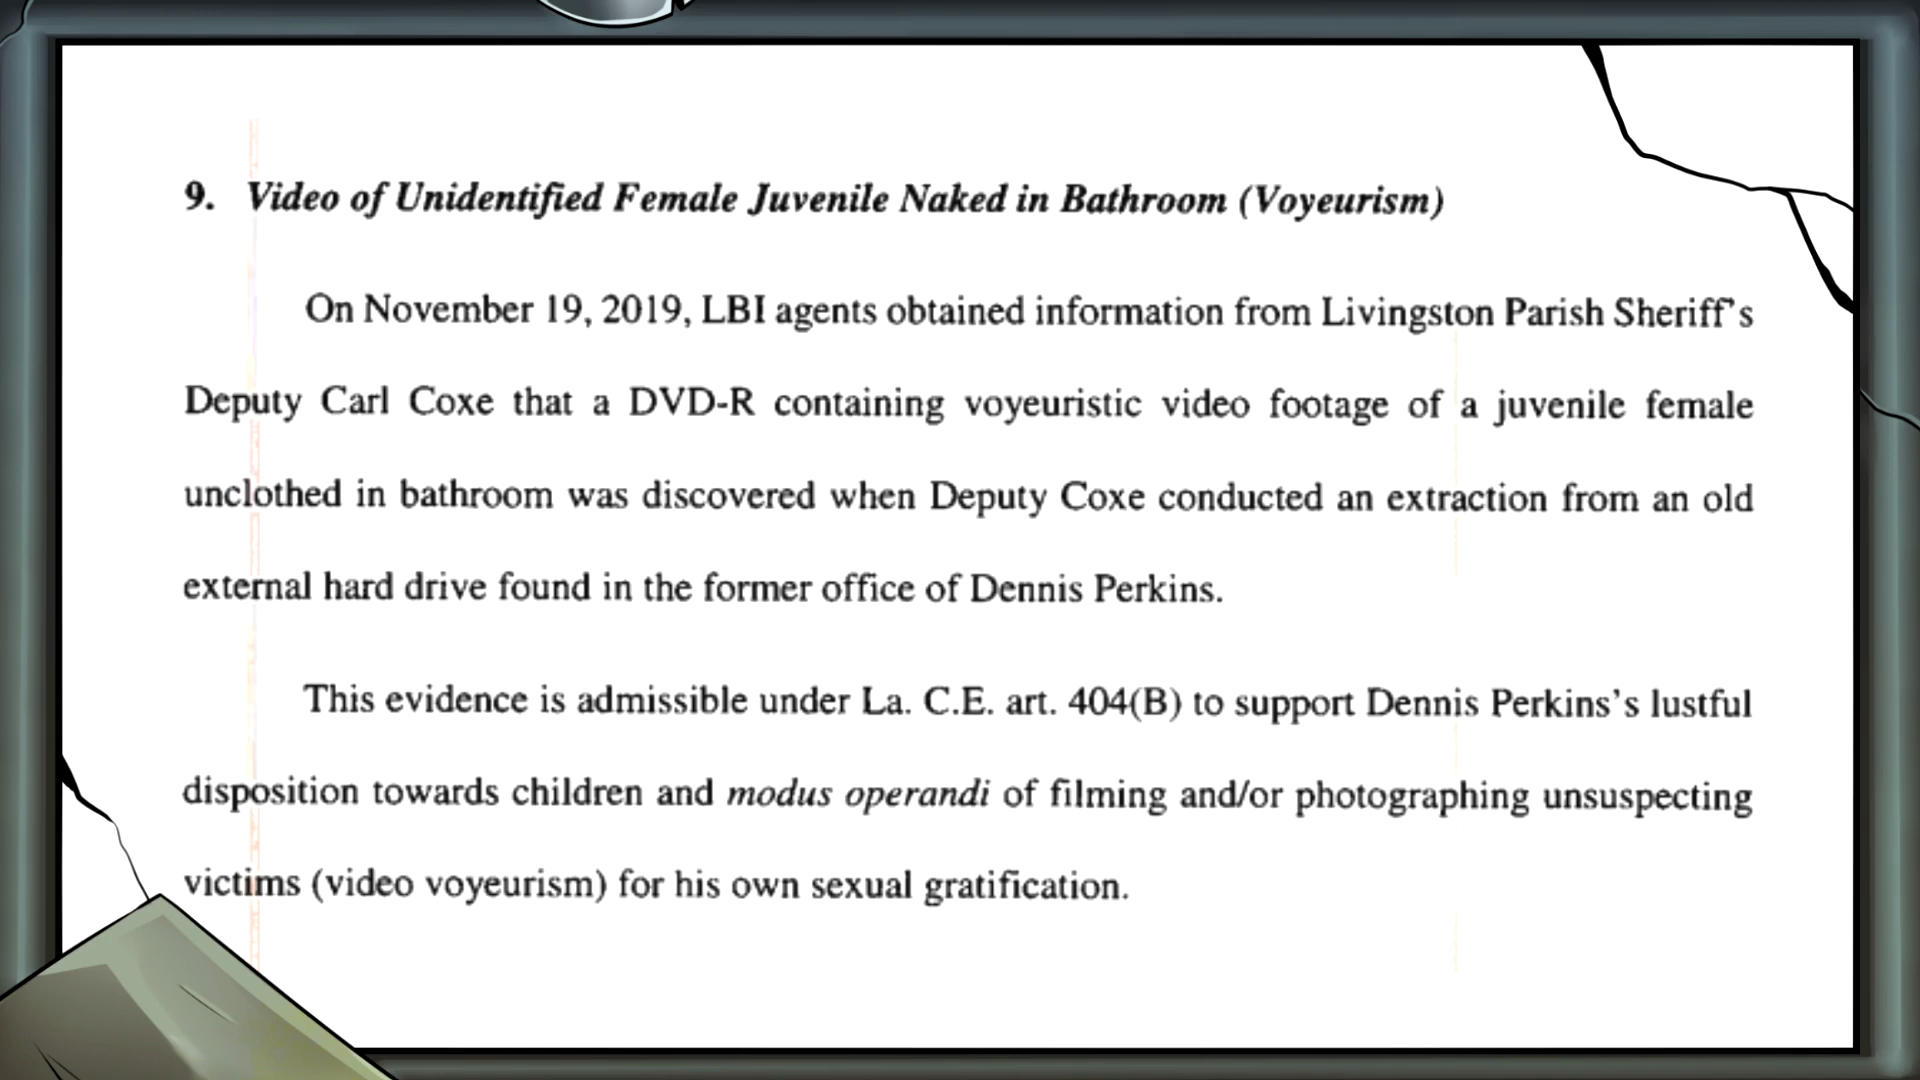 9. Video of Unidentified Female Juvenile Naked in Bathroom (Voyeurism)
On November 19, 2019, LBI agents obtained information from Livingston Parish Sheriff's
Deputy Carl Coxe that a DVD-R containing voyeuristic video footage of a juvenile female
unclothed in bathroom was discovered when Deputy Coxe conducted an extraction from an old
external hard drive found in the former office of Dennis Perkins.
This evidence is admissible under La. C.E. art. 404(B) to support Dennis Perkins's lustful
disposition towards children and modus operandi of filming and/or photographing unsuspecting
victims (video voyeurism) for his own sexual gratification.